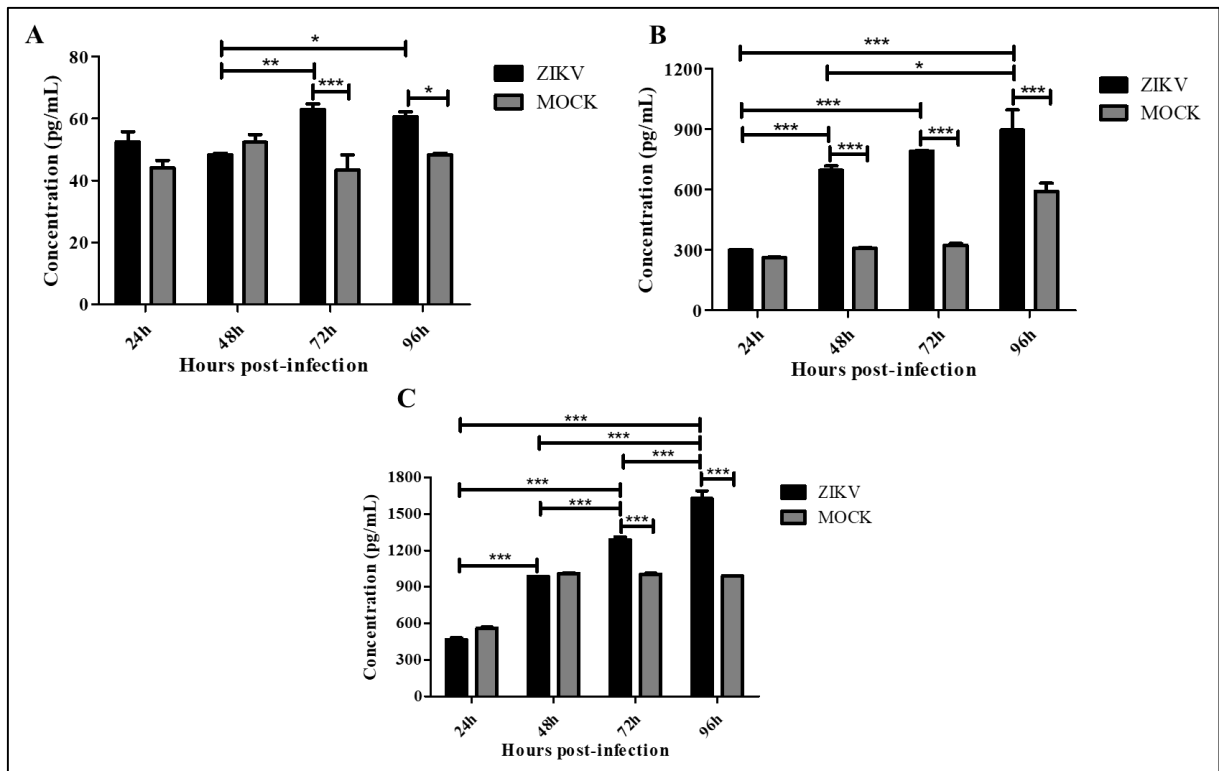 A
* 
** 
*** 
* 
80
60
40
20
0
Concentration (pg/mL)
24h
48h
72h
96h
Hours post-infection
ZIKV
MOCK
B
***
*
***
***
***
***
***
1200
900
600
300
0
Concentration (pg/mL)
24h
48h
72h
96h
Hours post-infection
ZIKV
MOCK
C
***
***
***
***
***
***
***
***
1800
1500
1200
900
600
300
0
Concentration (pg/mL)
24h
48h
72h
96h
Hours post-infection
ZIKV
MOCK